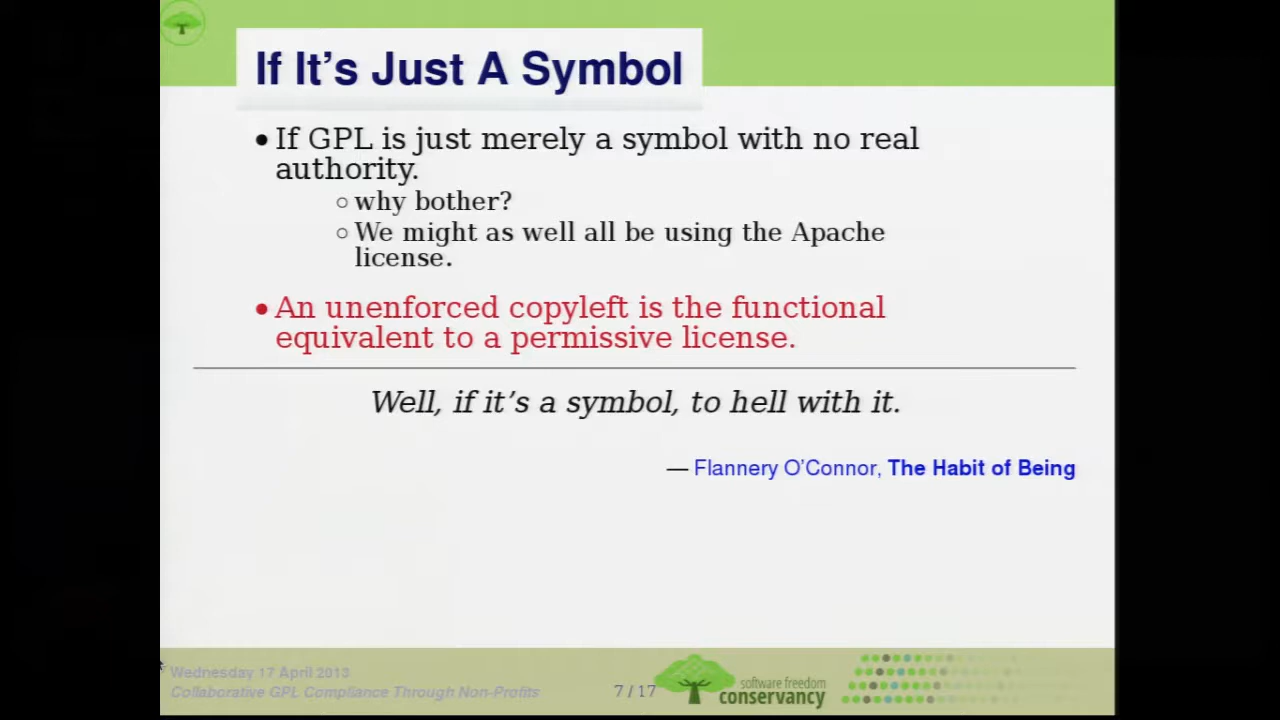 If It's Just A Symbol
• If GPL is just merely a symbol with no real
authority.
○ why bother?
○ We might as well all be using the Apache
license.
• An unenforced copyleft is the functional
equivalent to a permissive license.
Well, if it's a symbol, to hell with it.
— Flannery O'Connor, The Habit of Being
Wednesday 17 April 2013
Collaborative GPL Compliance Through Non-Profits
7 / 17
software freedom
conservancy